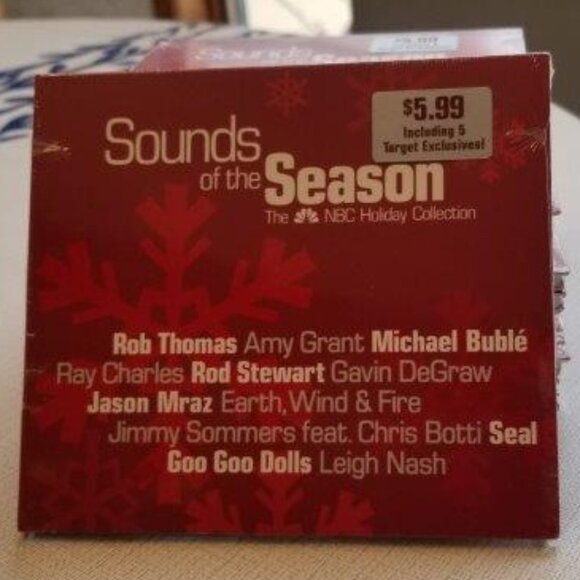 Sounds
$5.99
Including 5
Target Exclusives!
Sounds
of the Season
The NBC Holiday Collection
Rob Thomas Amy Grant Michael Bublé
Ray Charles Rod Stewart Gavin DeGraw
Jason Mraz Earth, Wind & Fire
Jimmy Sommers feat. Chris Botti Seal
Goo Goo Dolls Leigh Nash